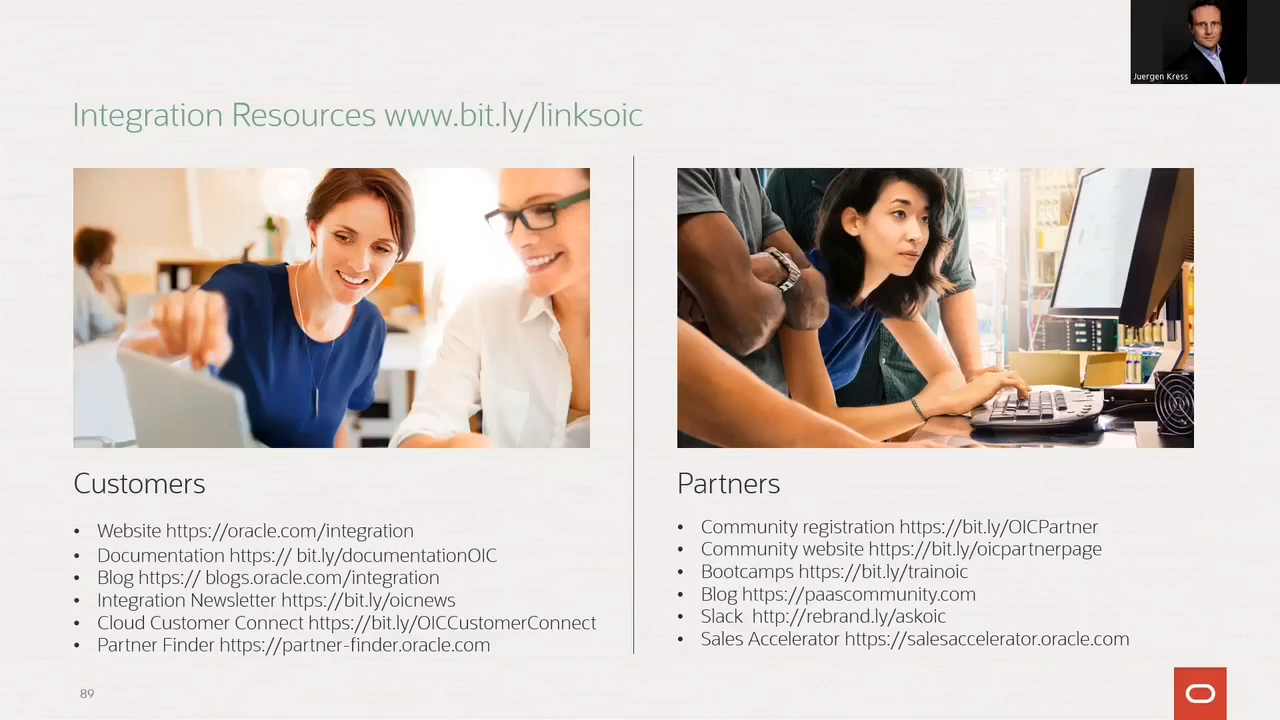 Juergen Kress
Integration Resources www.bit.ly/linksoic
Customers
• Website https://oracle.com/integration
• Documentation https:// bit.ly/documentationOIC
• Blog https:// blogs.oracle.com/integration
• Integration Newsletter https://bit.ly/oicnews
• Cloud Customer Connect https://bit.ly/OICCustomerConnect
• Partner Finder https://partner-finder.oracle.com
Partners
• Community registration https://bit.ly/OICPartner
• Community website https://bit.ly/oicpartnerpage
• Bootcamps https://bit.ly/trainoic
• Blog https://paascommunity.com
• Slack  http://rebrand.ly/askoic
• Sales Accelerator https://salesaccelerator.oracle.com
89